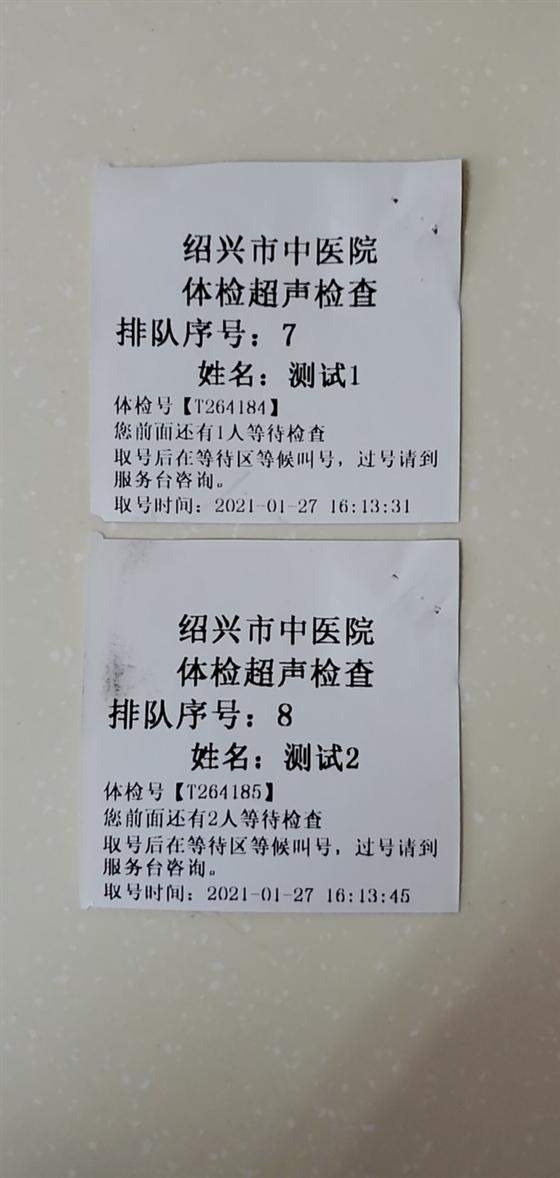 绍兴市中医院
体检超声检查
排队序号：7
姓名：测试1
体检号【T264184】
您前面还有1人等待检查
取号后在等待区等候叫号，过号请到
服务台咨询。
取号时间：2021-01-27 16:13:31
绍兴市中医院
体检超声检查
排队序号：8
姓名：测试2
体检号【T264185】
您前面还有2人等待检查
取号后在等待区等候叫号，过号请到
服务台咨询。
取号时间：2021-01-27 16:13:45